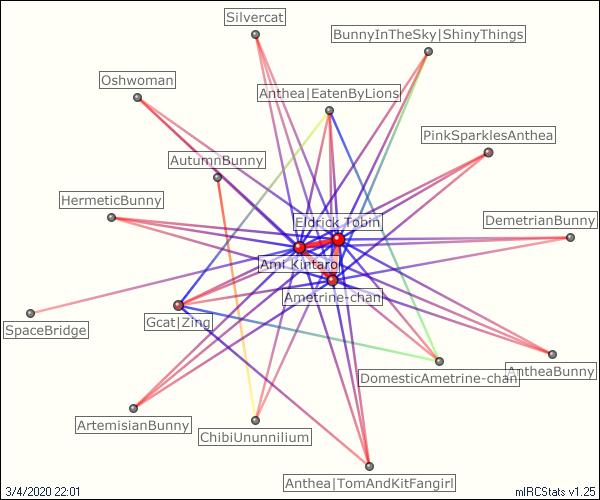 Silvercat
BunnyInTheSky|ShinyThings
Oshwoman
Anthea|EatenByLions
PinkSparklesAnthea
AutumnBunny
HermeticBunny
DemetrianBunny
Eldrick Tobin
Ami Kintaro
Ametrine-chan
SpaceBridge
Gcat|Zing
DomesticAmetrine-chan
AntheaBunny
ArtemisianBunny
ChibiUnunnilium
Anthea|TomAndKitFangirl
3/4/2020 22:01
mIRCStats v1.25